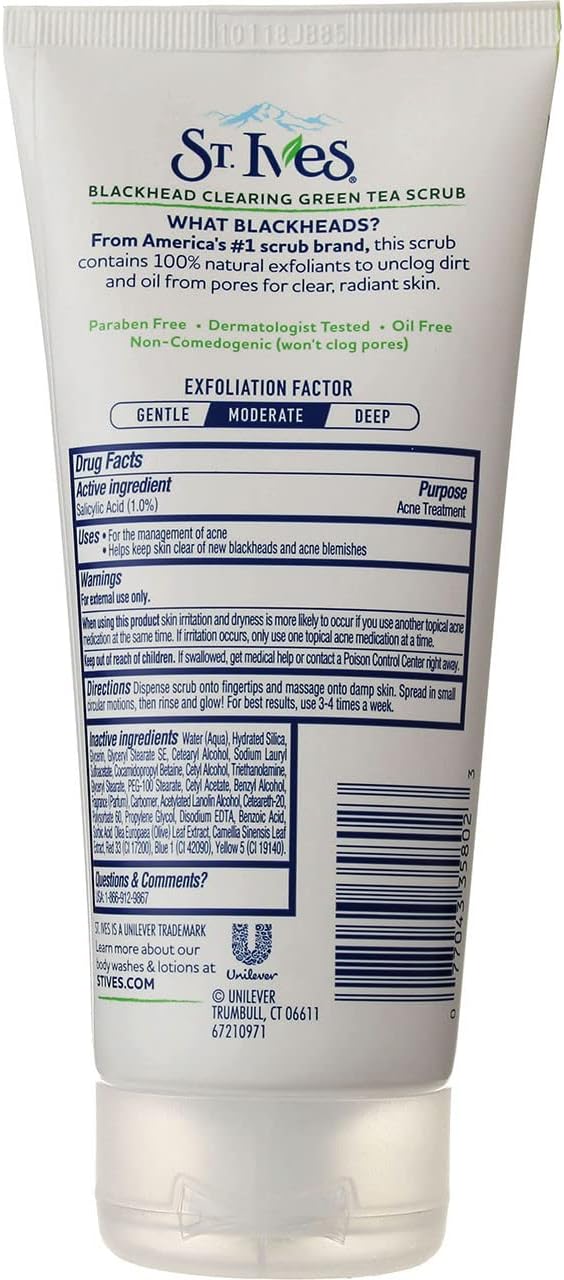 10118JB85
ST. Ives®
BLACKHEAD CLEARING GREEN TEA SCRUB
WHAT BLACKHEADS?
From America's #1 scrub brand, this scrub
contains 100% natural exfoliants to unclog dirt
and oil from pores for clear, radiant skin.
Paraben Free • Dermatologist Tested • Oil Free
Non-Comedogenic (won't clog pores)
EXFOLIATION FACTOR
GENTLE MODERATE DEEP
Drug Facts
Active ingredient Purpose
Salicylic Acid (1.0%) Acne Treatment
Uses • For the management of acne
• Helps keep skin clear of new blackheads and acne blemishes
Warnings
For external use only.
When using this product skin irritation and dryness is more likely to occur if you use another topical acne
medication at the same time. If irritation occurs, only use one topical acne medication at a time.
Keep out of reach of children. If swallowed, get medical help or contact a Poison Control Center right away.
Directions Dispense scrub onto fingertips and massage onto damp skin. Spread in small
circular motions, then rinse and glow! For best results, use 3-4 times a week.
Inactive ingredients Water (Aqua), Hydrated Silica,
Glycerin, Glyceryl Stearate SE, Cetearyl Alcohol, Sodium Lauryl
Sulfoacetate, Cocamidopropyl Betaine, Cetyl Alcohol, Triethanolamine,
Glyceryl Stearate, PEG-100 Stearate, Cetyl Acetate, Benzyl Alcohol,
Fragrance (Parfum), Carbomer, Acetylated Lanolin Alcohol, Ceteareth-20,
Polysorbate 60, Propylene Glycol, Disodium EDTA, Benzoic Acid,
Sorbic Acid, Olea Europaea (Olive) Leaf Extract, Camellia Sinensis Leaf
Extract, Red 33 (CI 17200), Blue 1 (CI 42090), Yellow 5 (CI 19140).
Questions & Comments?
USA: 1-866-912-9867
ST. IVES IS A UNILEVER TRADEMARK
Learn more about our
body washes & lotions at
STIVES.COM
Unilever
© UNILEVER
TRUMBULL, CT 06611
67210971
0 77043 35802 3